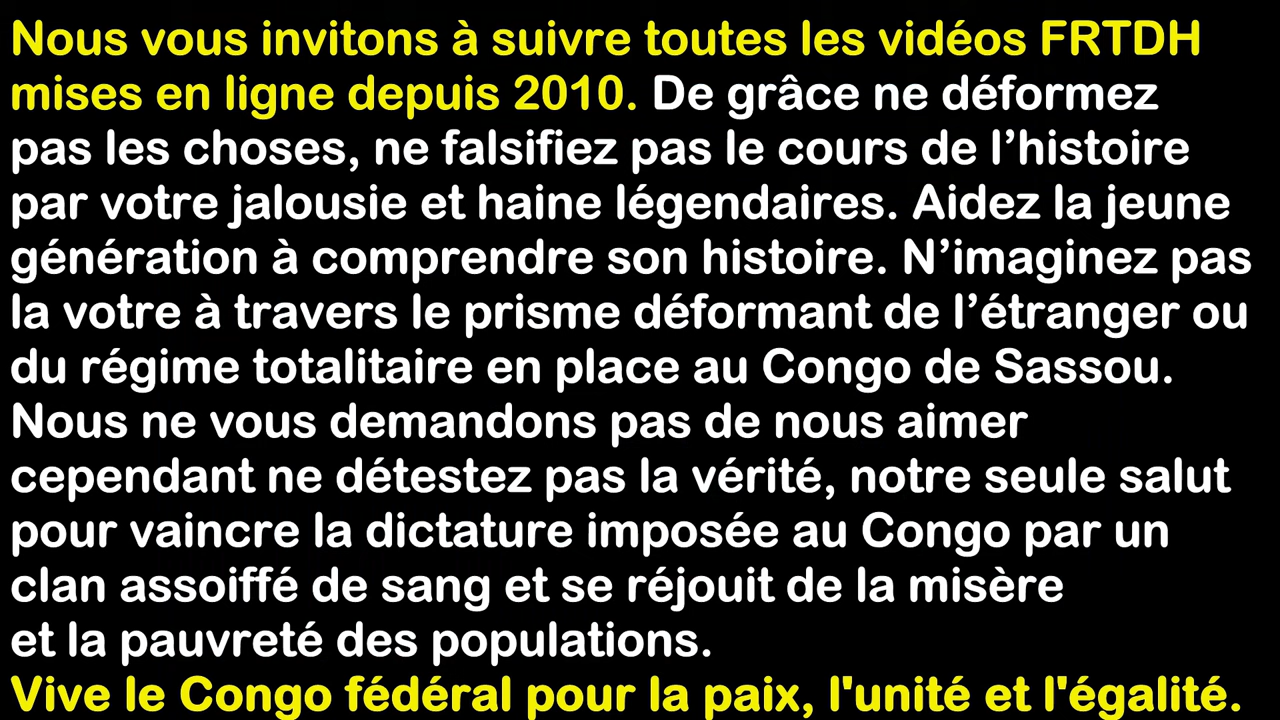 Nous vous invitons à suivre toutes les vidéos FRTDH
mises en ligne depuis 2010. De grâce ne déformez
pas les choses, ne falsifiez pas le cours de l’histoire
par votre jalousie et haine légendaires. Aidez la jeune
génération à comprendre son histoire. N’imaginez pas
la votre à travers le prisme déformant de l’étranger ou
du régime totalitaire en place au Congo de Sassou.
Nous ne vous demandons pas de nous aimer
cependant ne détestez pas la vérité, notre seule salut
pour vaincre la dictature imposée au Congo par un
clan assoiffé de sang et se réjouit de la misère
et la pauvreté des populations.
Vive le Congo fédéral pour la paix, l'unité et l'égalité.